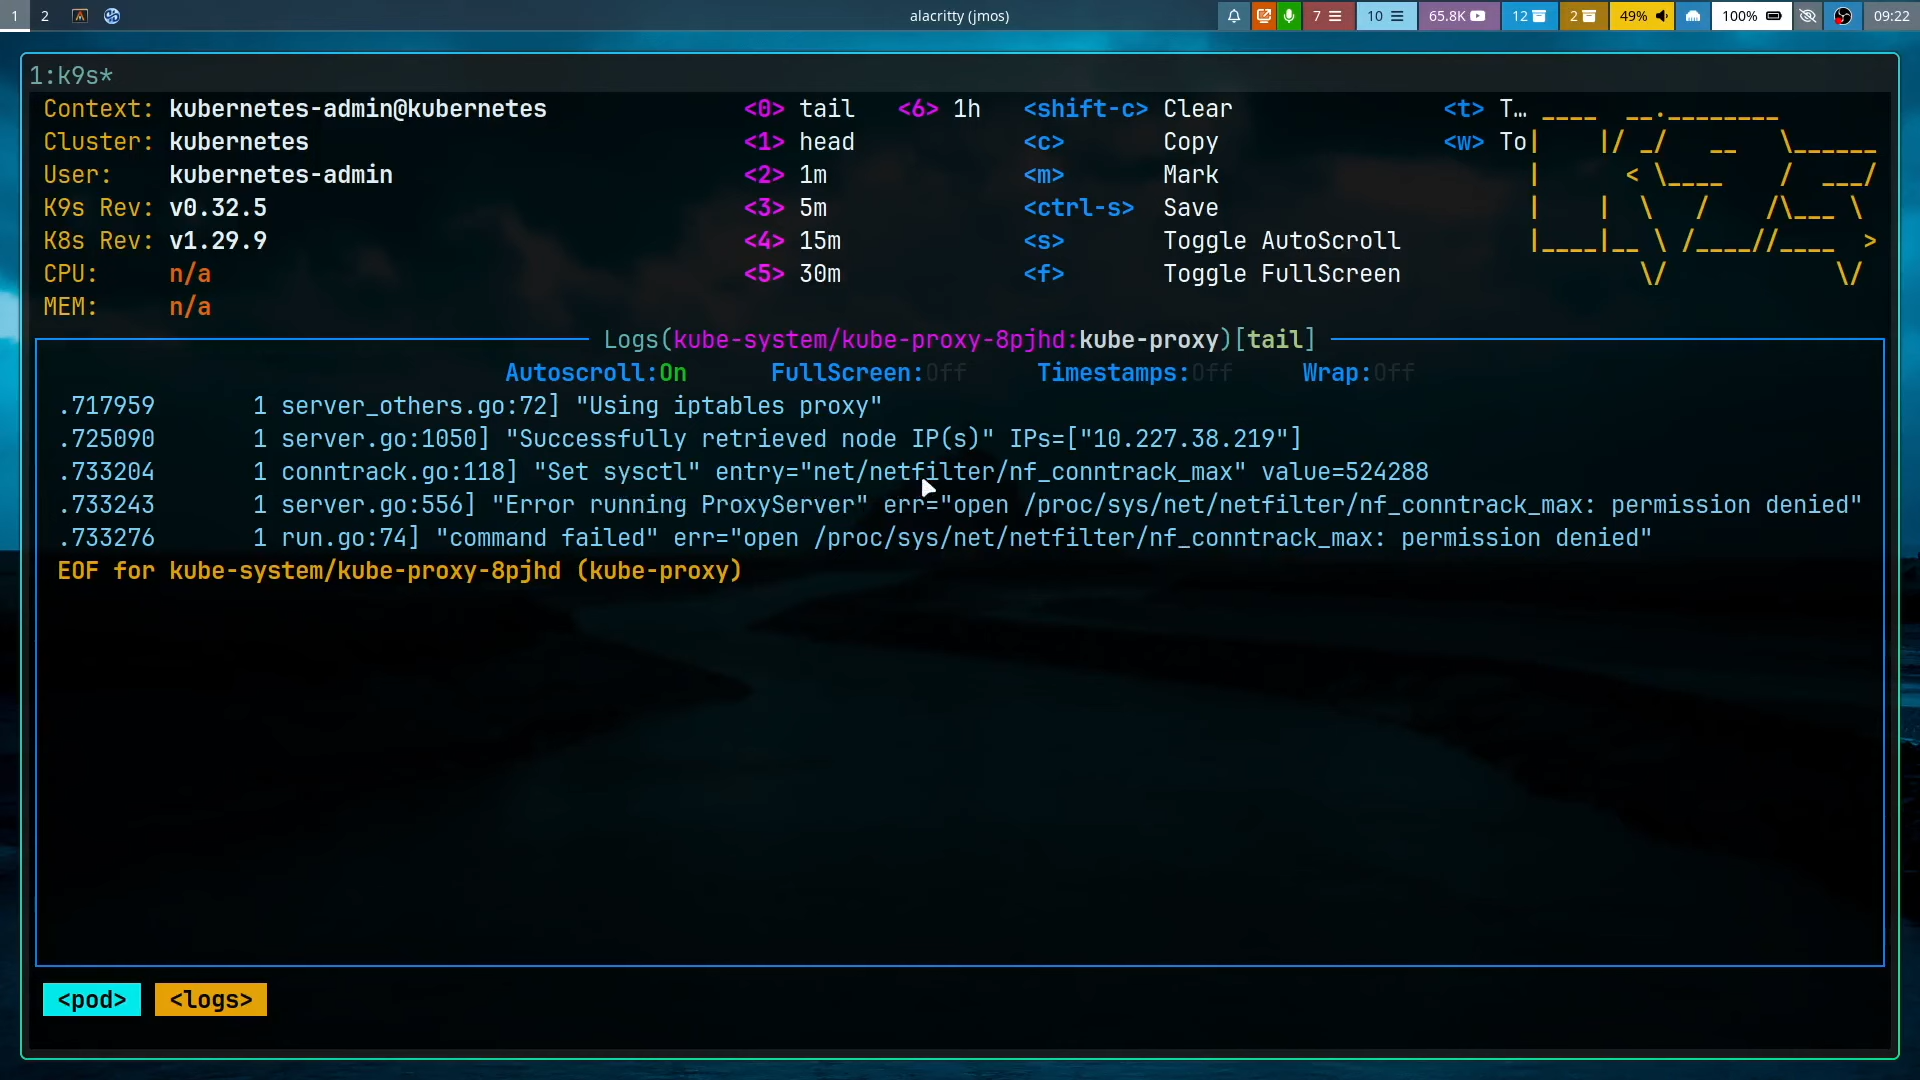 1 2 alacritty (jmos) 7 10 65.8K 12 2 49% 100% 09:22
1:k9s*
Context: kubernetes-admin@kubernetes <0> tail <6> 1h <shift-c> Clear <t> T…
Cluster: kubernetes <1> head <c> Copy <w> To
User: kubernetes-admin <2> 1m <m> Mark
K9s Rev: v0.32.5 <3> 5m <ctrl-s> Save
K8s Rev: v1.29.9 <4> 15m <s> Toggle AutoScroll
CPU: n/a <5> 30m <f> Toggle FullScreen
MEM: n/a
Logs(kube-system/kube-proxy-8pjhd:kube-proxy)[tail]
Autoscroll:On FullScreen:Off Timestamps:Off Wrap:Off
.717959 1 server_others.go:72] "Using iptables proxy"
.725090 1 server.go:1050] "Successfully retrieved node IP(s)" IPs=["10.227.38.219"]
.733204 1 conntrack.go:118] "Set sysctl" entry="net/netfilter/nf_conntrack_max" value=524288
.733243 1 server.go:556] "Error running ProxyServer" err="open /proc/sys/net/netfilter/nf_conntrack_max: permission denied"
.733276 1 run.go:74] "command failed" err="open /proc/sys/net/netfilter/nf_conntrack_max: permission denied"
EOF for kube-system/kube-proxy-8pjhd (kube-proxy)
<pod> <logs>